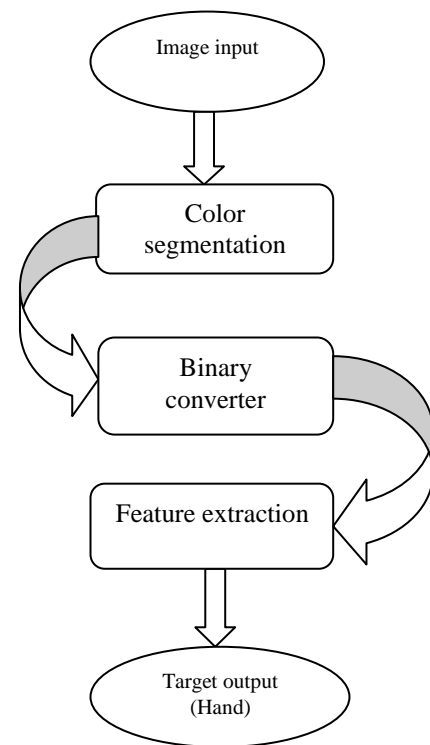 Image input
Color
segmentation
Binary
converter
Feature extraction
Target output
(Hand)